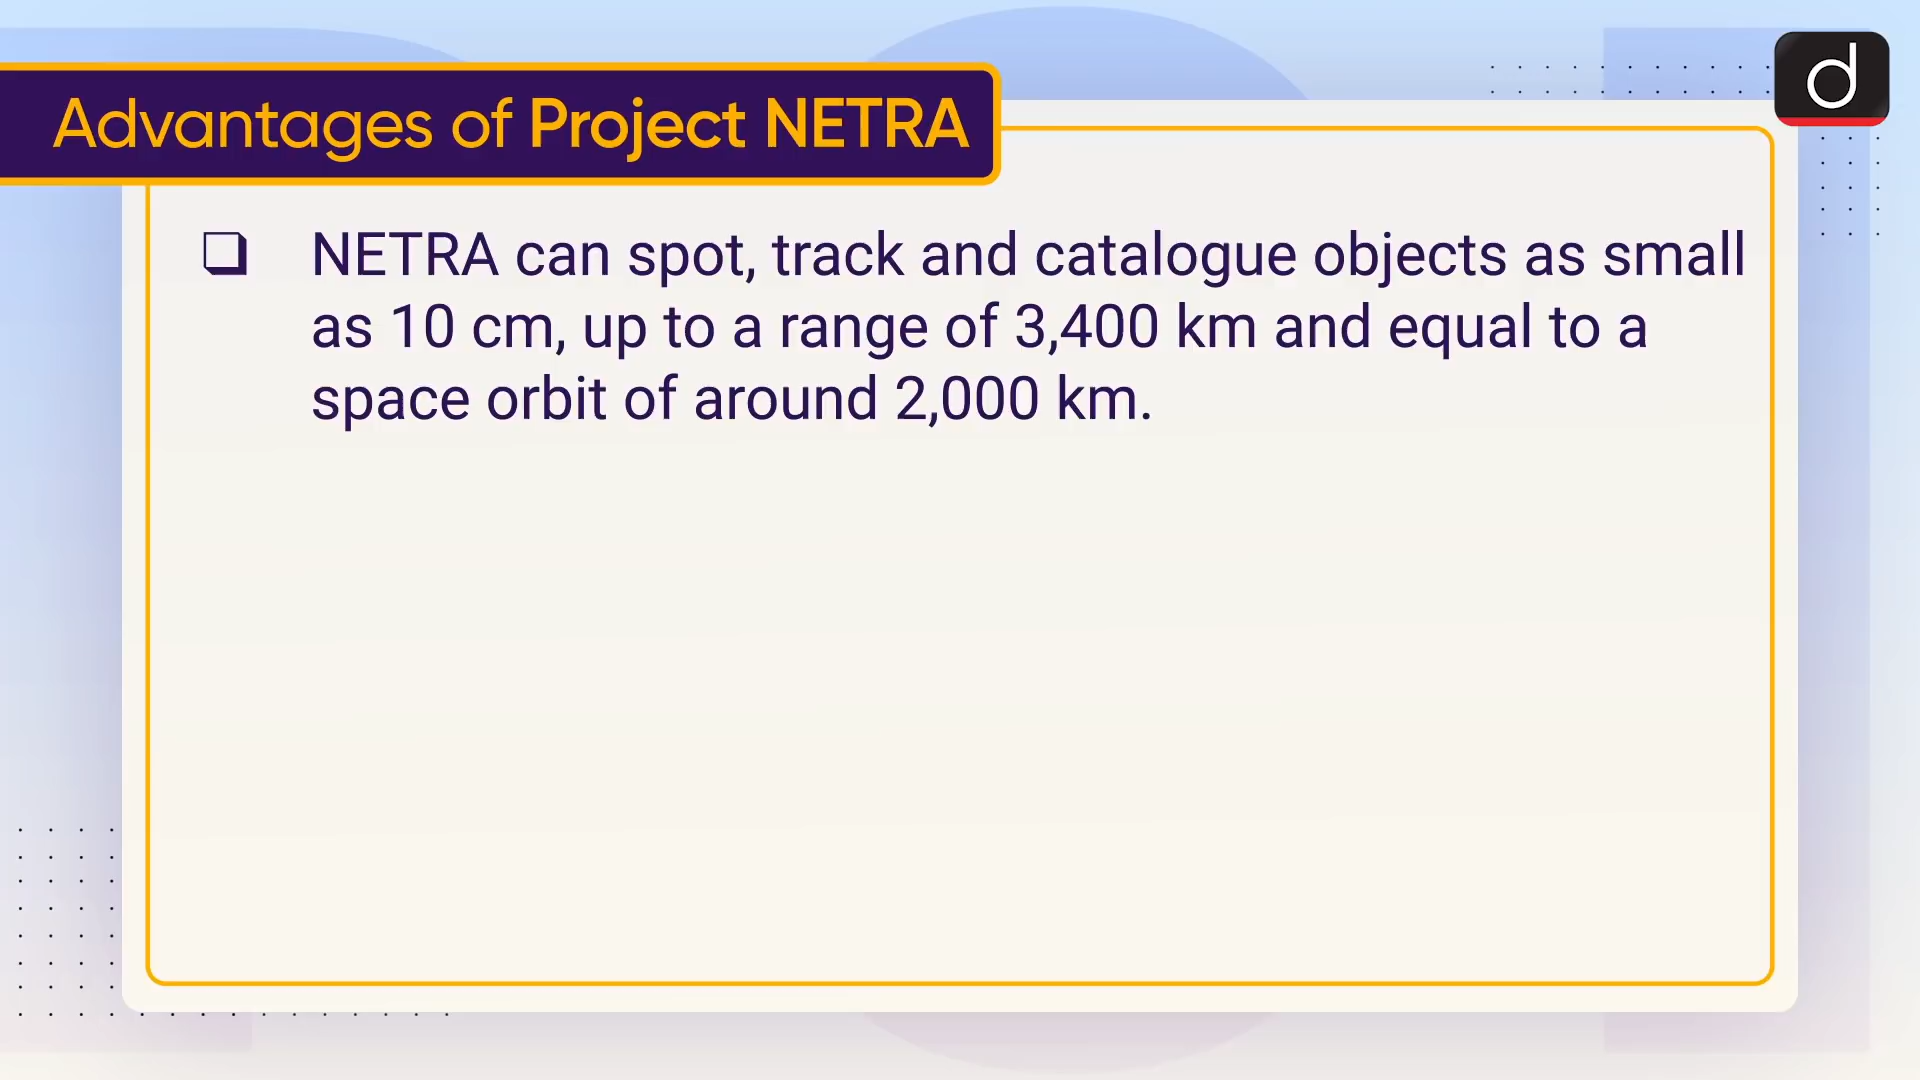 Advantages of Project NETRA
NETRA can spot, track and catalogue objects as small
as 10 cm, up to a range of 3,400 km and equal to a
space orbit of around 2,000 km.
d